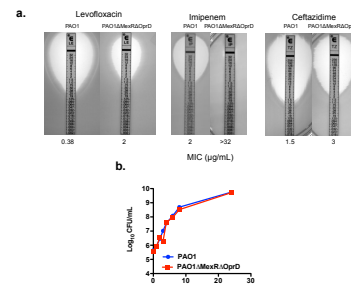 a.
Levofloxacin
Imipenem
Ceftazidime
PAO1
PAO1ΔMexRΔOprD
PAO1
PAO1ΔMexRΔOprD
PAO1
PAO1ΔMexRΔOprD
0.38
2
2
>32
1.5
3
MIC (µg/mL)
b.
Log10 CFU/mL
10
9
8
7
6
5
4
0
10
20
30
PAO1
PAO1ΔMexRΔOprD